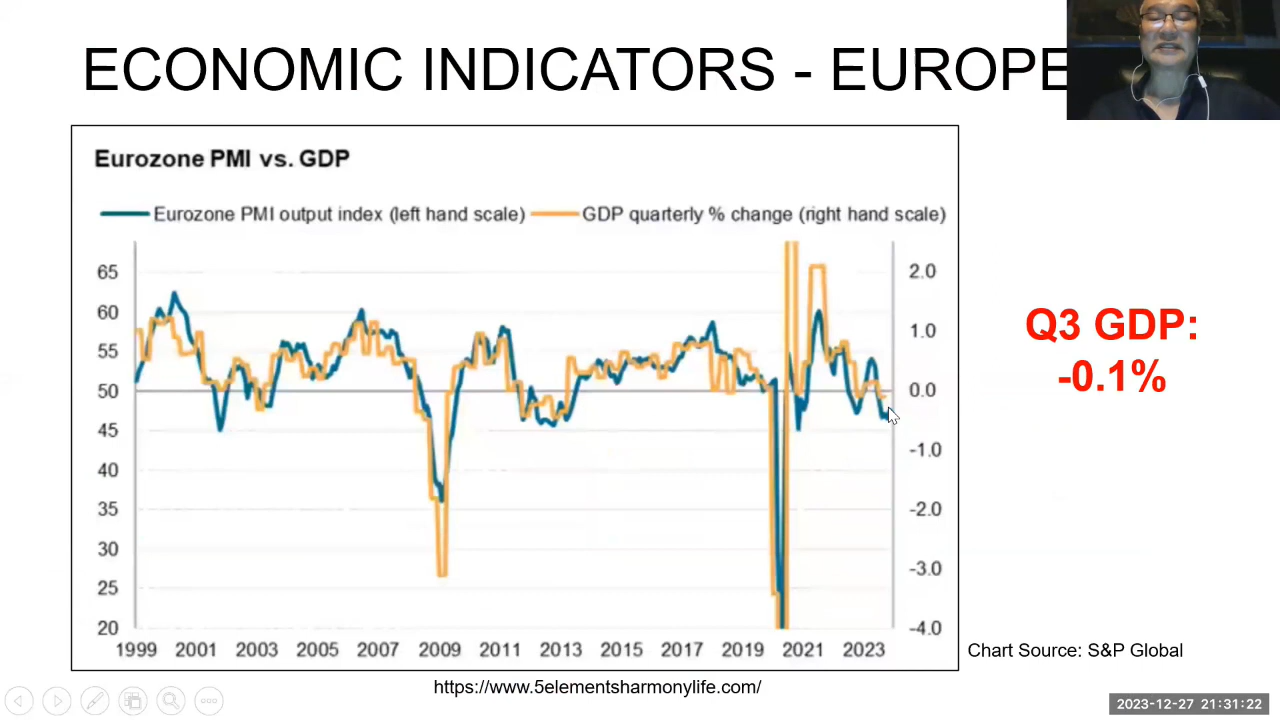 ECONOMIC INDICATORS - EUROPE
Eurozone PMI vs. GDP
Eurozone PMI output index (left hand scale) GDP quarterly % change (right hand scale)
65 2.0
60 1.0
55
50 0.0
45 -1.0
40
35 -2.0
30 -3.0
25
20 -4.0
1999 2001 2003 2005 2007 2009 2011 2013 2015 2017 2019 2021 2023
Q3 GDP:
-0.1%
Chart Source: S&P Global
https://www.5elementsharmonylife.com/
2023-12-27 21:31:22